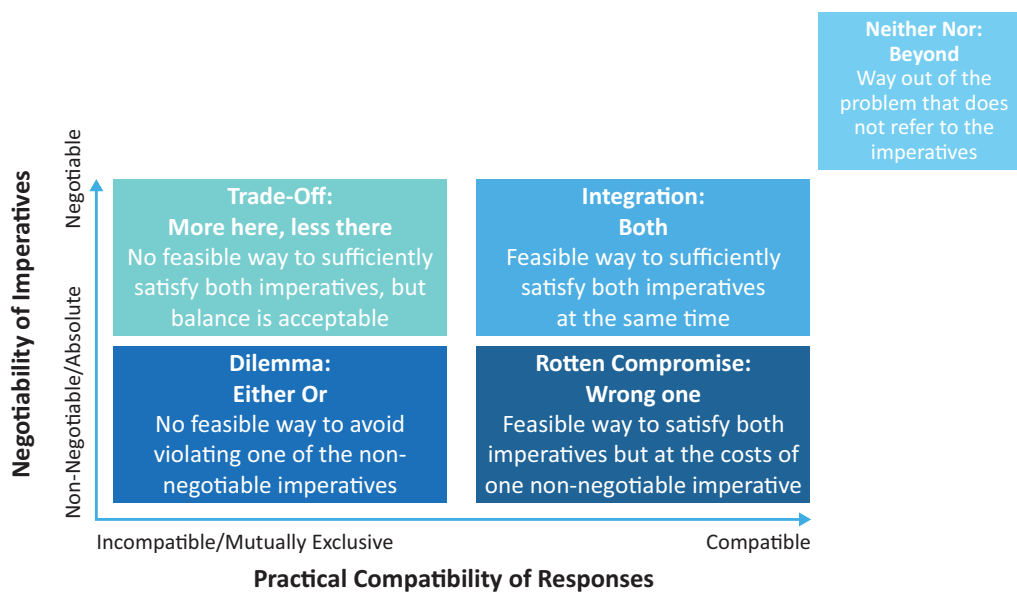 Neither Nor:
Beyond
Way out of the
problem that does
not refer to the
imperatives
Negotiability of Imperatives
Negotiable
Non-Negotiable/Absolute
Trade-Off:
More here, less there
No feasible way to sufficiently
satisfy both imperatives, but
balance is acceptable
Integration:
Both
Feasible way to sufficiently
satisfy both imperatives
at the same time
Dilemma:
Either Or
No feasible way to avoid
violating one of the non-
negotiable imperatives
Rotten Compromise:
Wrong one
Feasible way to satisfy both
imperatives but at the costs of
one non-negotiable imperative
Incompatible/Mutually Exclusive
Compatible
Practical Compatibility of Responses